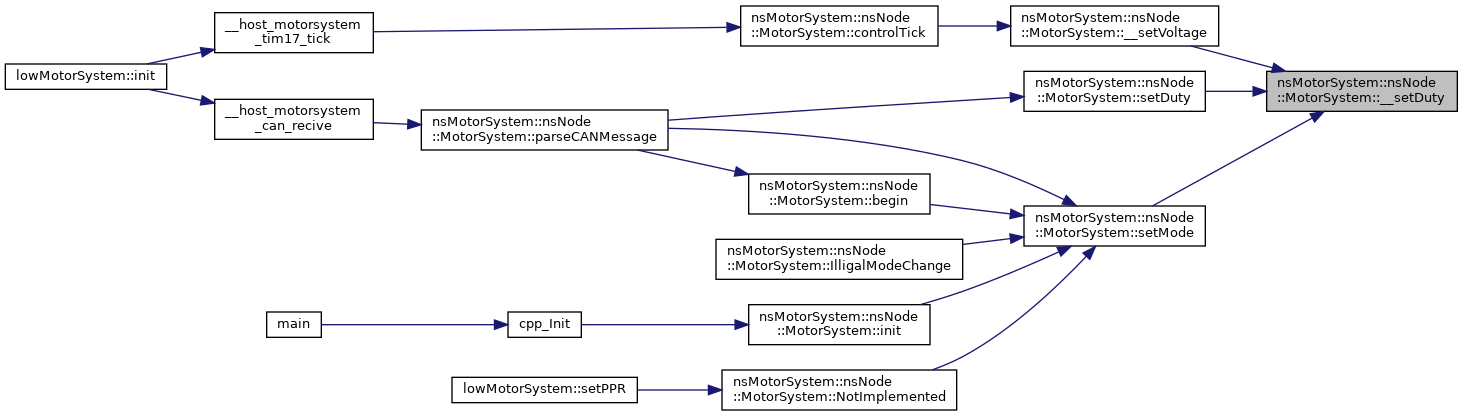 __host_motorsystem
_tim17_tick
nsMotorSystem::nsNode
::MotorSystem::controlTick
nsMotorSystem::nsNode
::MotorSystem::__setVoltage
lowMotorSystem::init
nsMotorSystem::nsNode
::MotorSystem::setDuty
nsMotorSystem::nsNode
::MotorSystem::__setDuty
__host_motorsystem
_can_recive
nsMotorSystem::nsNode
::MotorSystem::parseCANMessage
nsMotorSystem::nsNode
::MotorSystem::begin
nsMotorSystem::nsNode
::MotorSystem::setMode
nsMotorSystem::nsNode
::MotorSystem::IlligalModeChange
main
cpp_Init
nsMotorSystem::nsNode
::MotorSystem::init
lowMotorSystem::setPPR
nsMotorSystem::nsNode
::MotorSystem::NotImplemented